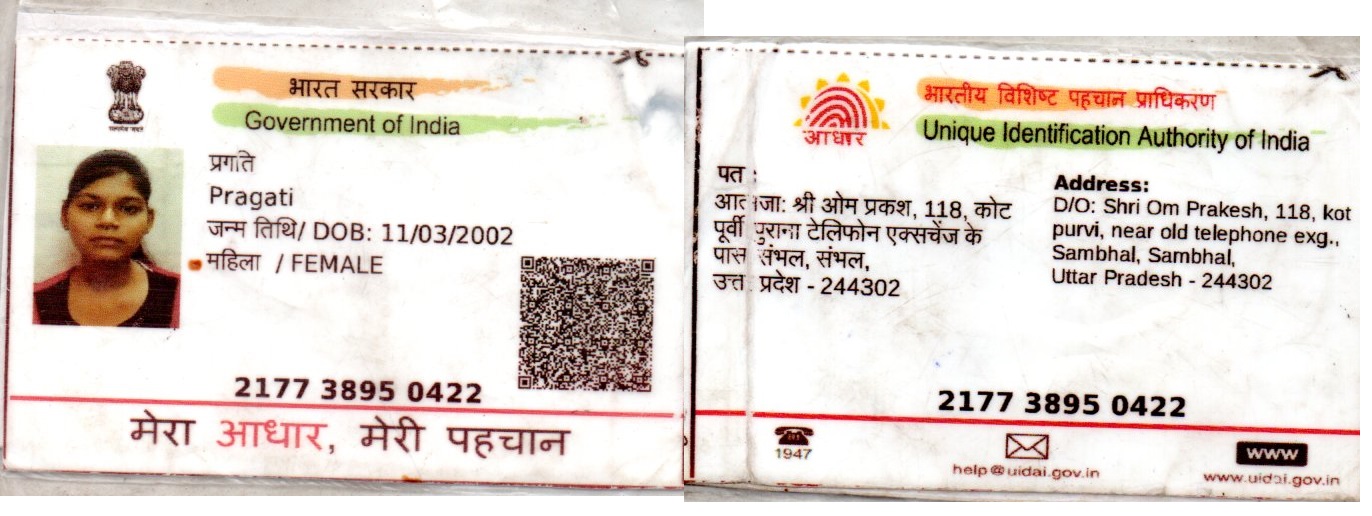 भारत सरकार
Government of India
प्रगति
Pragati
जन्म तिथि/ DOB: 11/03/2002
महिला / FEMALE
2177 3895 0422
मेरा आधार, मेरी पहचान
आधार
भारतीय विशिष्ट पहचान प्राधिकरण
Unique Identification Authority of India
आत्मजा: श्री ओम प्रकश, 118, कोट
पूर्वी पुराना टेलिफोन एक्सचेंज के
पास संभल, संभल,
प्रदेश - 244302
Address:
D/O: Shri Om Prakesh, 118, kot
purvi, near old telephone exg.,
Sambhal, Sambhal,
Uttar Pradesh - 244302
2177 3895 0422
1947
help@uidai.gov.in
www
www.uidai.gov.in